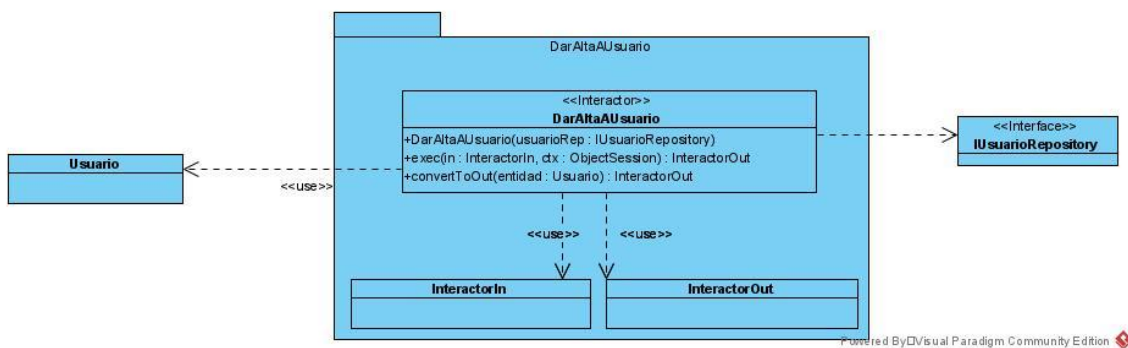 DarAltaAUsuario
<<Interactor>>
DarAltaAUsuario
+DarAltaAUsuario(usuarioRep : IUsuarioRepository)
+exec(in : InteractorIn, ctx : ObjectSession) : InteractorOut
+convertToOut(entidad : Usuario) : InteractorOut
<<Interface>>
IUsuarioRepository
Usuario
<<use>>
<<use>>
<<use>>
InteractorIn
InteractorOut
Powered By Visual Paradigm Community Edition